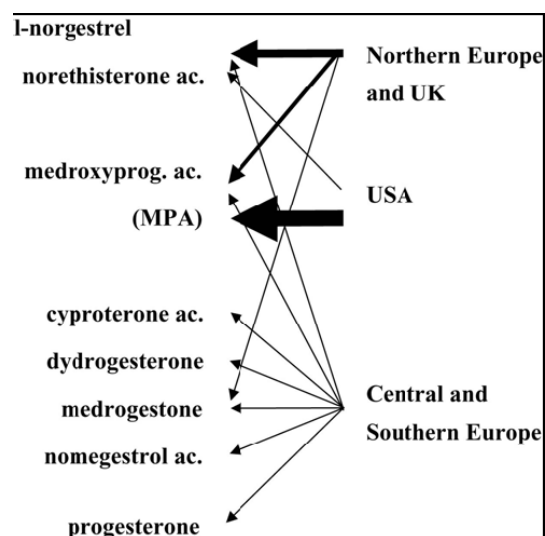 l-norgestrel
norethisterone ac.
medroxyprog. ac.
(MPA)
cyproterone ac.
dydrogesterone
medrogestone
nomegestrol ac.
progesterone
Northern Europe
and UK
USA
Central and
Southern Europe